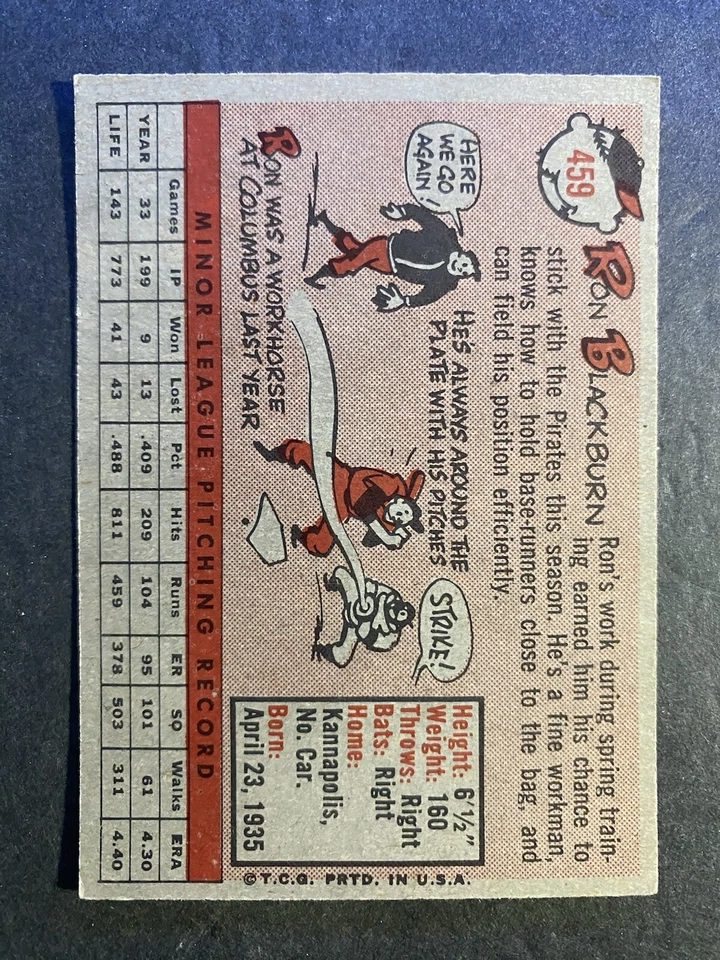 459
RON BLACKBURN Ron's work during spring train-
ing earned him his chance to
stick with the Pirates this season. He's a fine workman,
knows how to hold base-runners close to the bag, and
can field his position efficiently.
HERE
WE GO
AGAIN!
HE'S ALWAYS AROUND THE
PLATE WITH HIS PITCHES
STRIKE!
RON WAS A WORKHORSE
AT COLUMBUS LAST YEAR
Height: 6'½"
Weight: 160
Throws: Right
Bats: Right
Home:
Kannapolis,
No. Car.
Born:
April 23, 1935
MINOR LEAGUE PITCHING RECORD
Games IP Won Lost Pct Hits Runs ER SO Walks ERA
YEAR 33 199 9 13 .409 209 104 95 101 61 4.30
LIFE 143 773 41 43 .488 811 459 378 503 311 4.40
©T.C.G. PRTD. IN U.S.A.